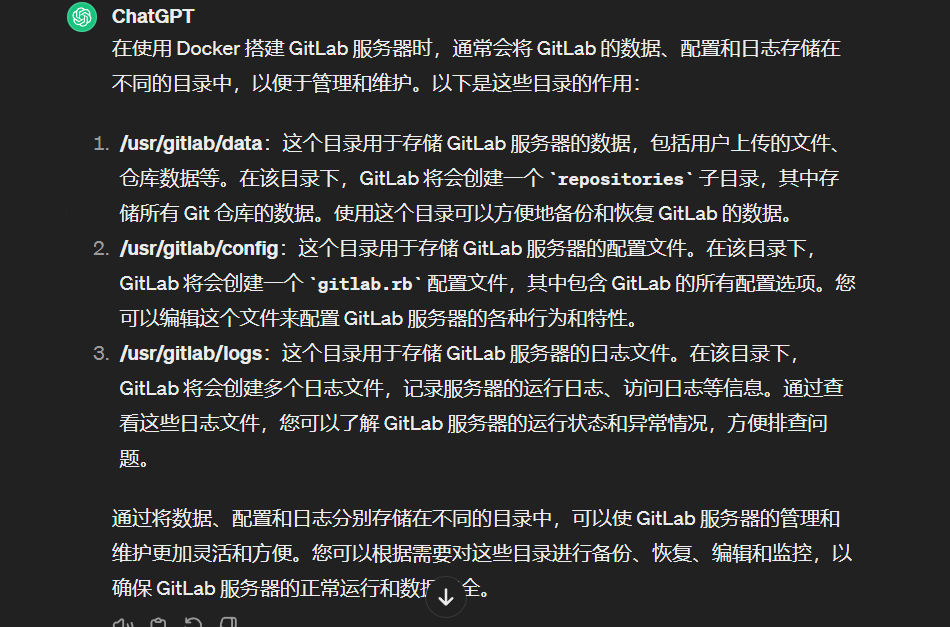 ChatGPT
在使用 Docker 搭建 GitLab 服务器时，通常会将 GitLab 的数据、配置和日志存储在
不同的目录中，以便于管理和维护。以下是这些目录的作用：
1. /usr/gitlab/data：这个目录用于存储 GitLab 服务器的数据，包括用户上传的文件、
仓库数据等。在该目录下，GitLab 将会创建一个 `repositories` 子目录，其中存
储所有 Git 仓库的数据。使用这个目录可以方便地备份和恢复 GitLab 的数据。
2. /usr/gitlab/config：这个目录用于存储 GitLab 服务器的配置文件。在该目录下，
GitLab 将会创建一个 `gitlab.rb` 配置文件，其中包含 GitLab 的所有配置选项。您
可以编辑这个文件来配置 GitLab 服务器的各种行为和特性。
3. /usr/gitlab/logs：这个目录用于存储 GitLab 服务器的日志文件。在该目录下，
GitLab 将会创建多个日志文件，记录服务器的运行日志、访问日志等信息。通过查
看这些日志文件，您可以了解 GitLab 服务器的运行状态和异常情况，方便排查问
题。
通过将数据、配置和日志分别存储在不同的目录中，可以使 GitLab 服务器的管理和
维护更加灵活和方便。您可以根据需要对这些目录进行备份、恢复、编辑和监控，以
确保 GitLab 服务器的正常运行和数 全。